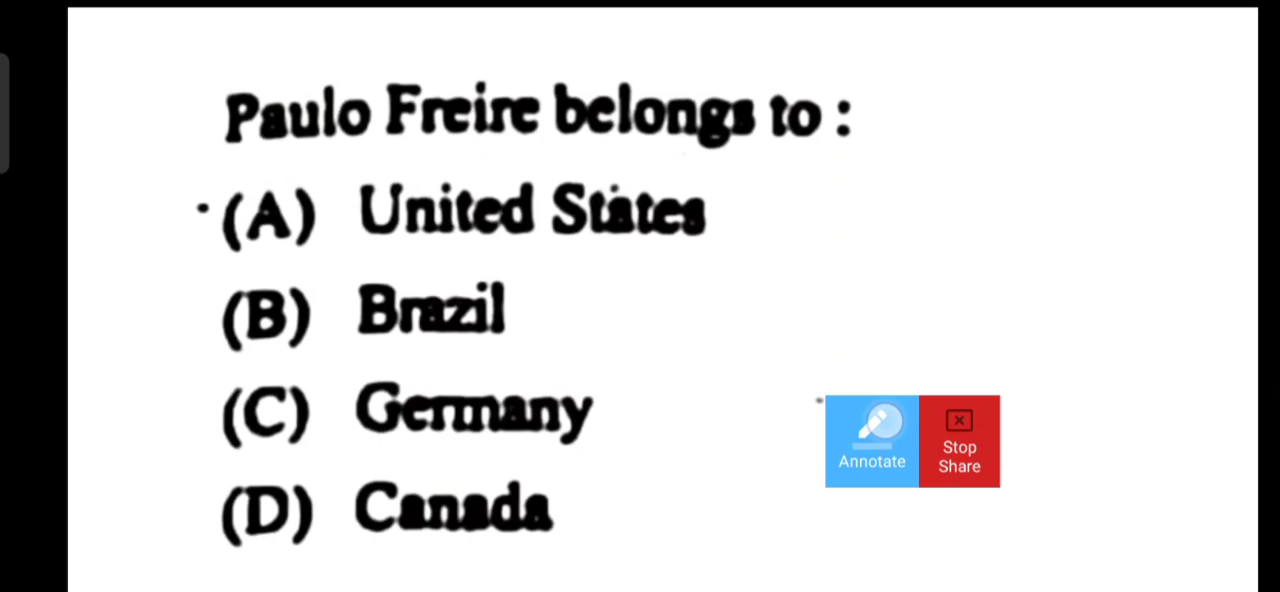 Paulo Freire belongs to :
(A) United States
(B) Brazil
(C) Germany
(D) Canada
Annotate
Stop
Share